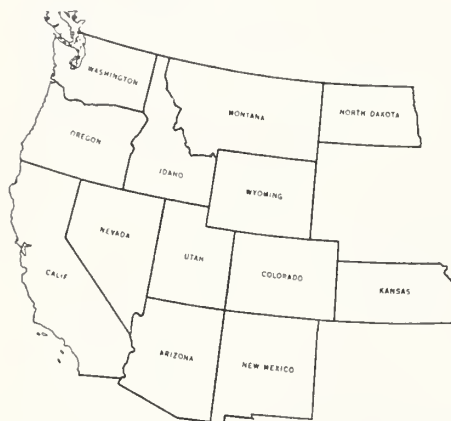 WASHINGTON
MONTANA
NORTH DAKOTA
OREGON
IDAHO
WYOMING
NEVADA
UTAH
COLORADO
KANSAS
CALIF
ARIZONA
NEW MEXICO